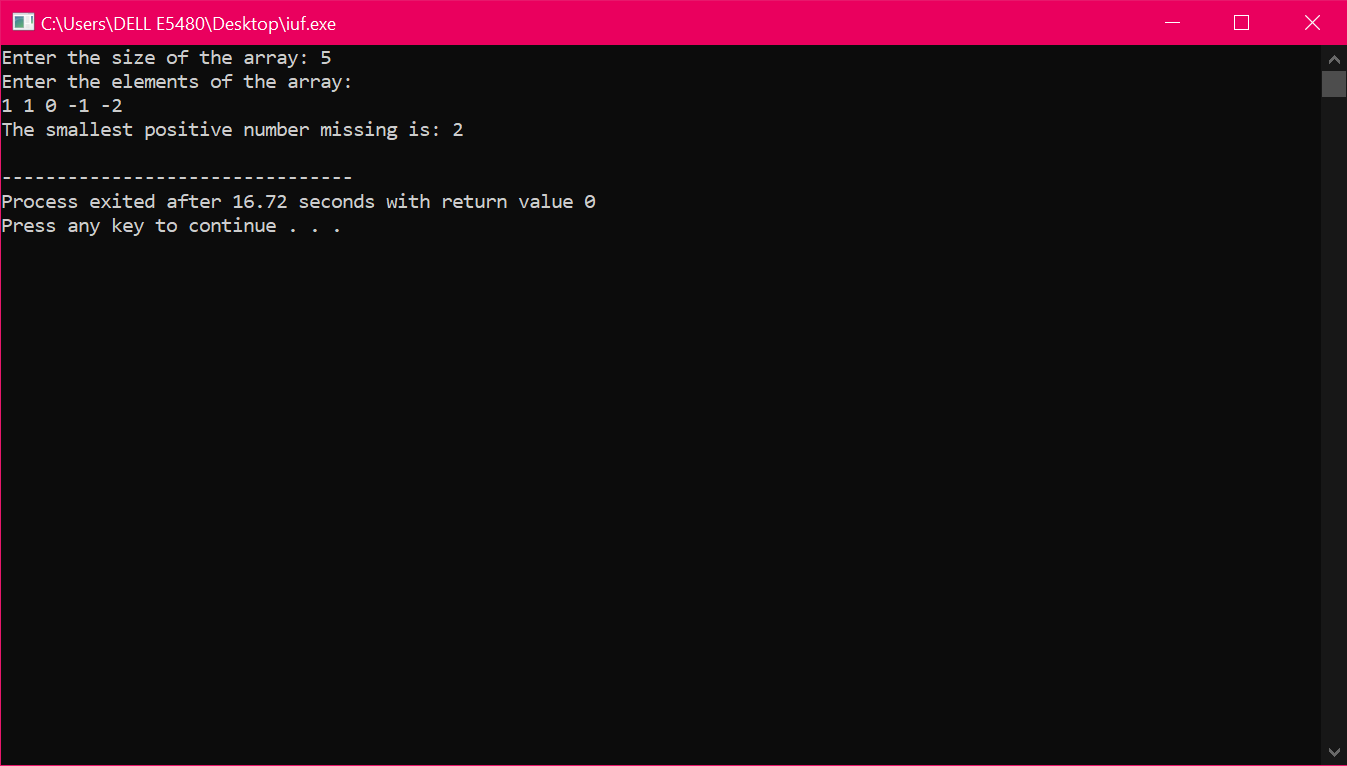 C:\Users\DELL E5480\Desktop\iuf.exe
Enter the size of the array: 5
Enter the elements of the array:
1 1 0 -1 -2
The smallest positive number missing is: 2
--------------------------------
Process exited after 16.72 seconds with return value 0
Press any key to continue . . .